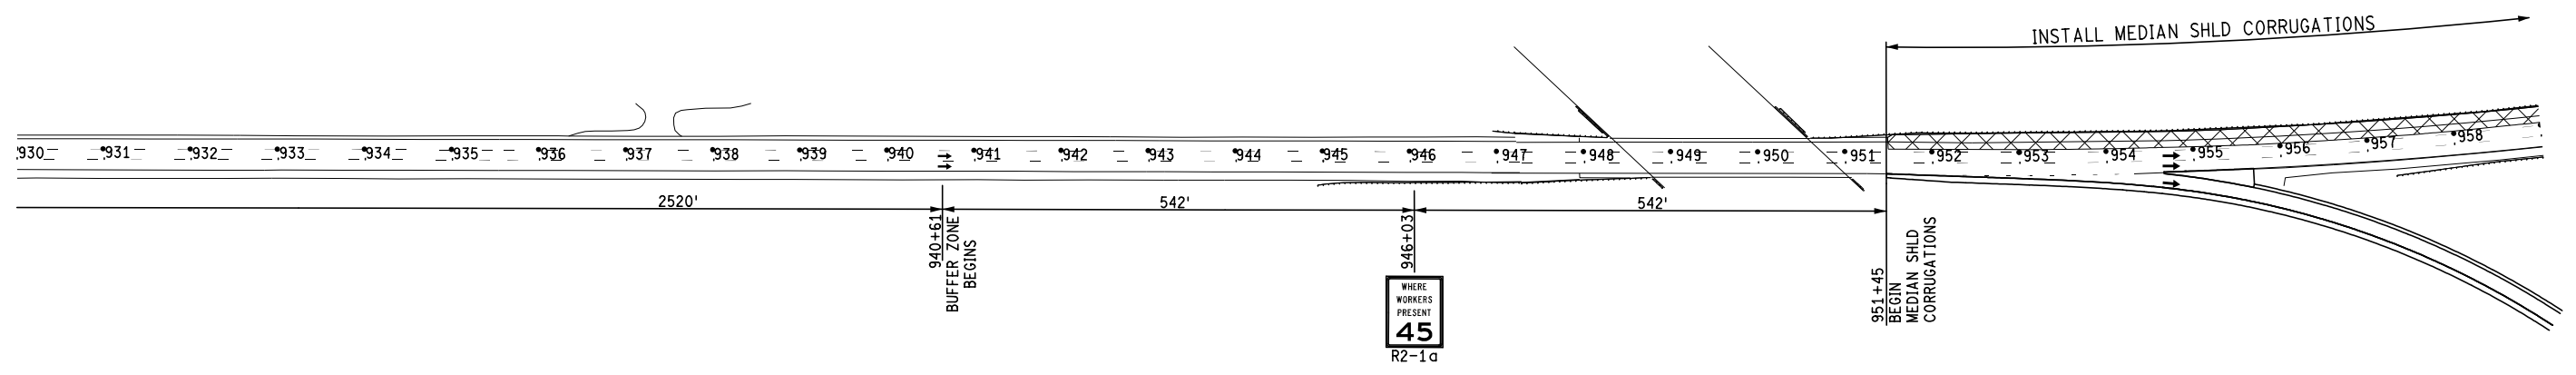 INSTALL MEDIAN SHLD CORRUGATIONS
930 931 932 933 934 935 936 937 938 939 940 941 942 943 944 945 946 947 948 949 950 951 952 953 954 955 956 957 958
2520' 542' 542'
940+61
BUFFER ZONE
BEGINS
946+03
WHERE
WORKERS
PRESENT
45
R2-1a
951+45
BEGIN
MEDIAN SHLD
CORRUGATIONS